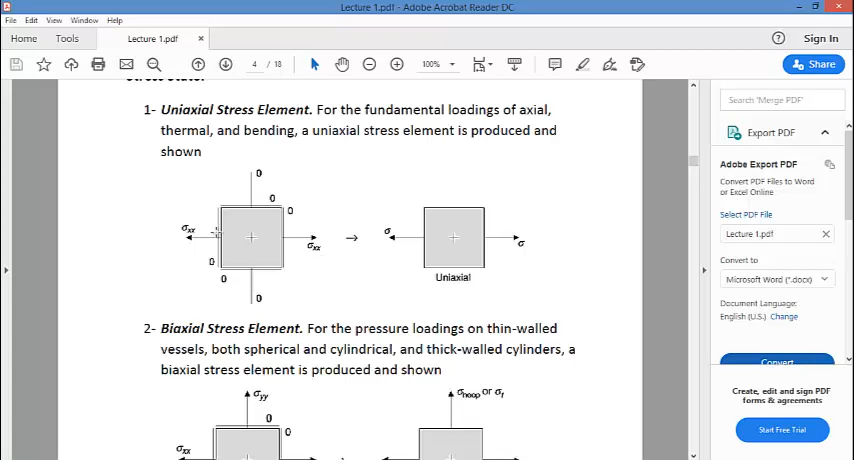 Lecture 1.pdf - Adobe Acrobat Reader DC
File Edit View Window Help
Home Tools Lecture 1.pdf × Sign In
4 / 18 100% Share
1- Uniaxial Stress Element. For the fundamental loadings of axial,
thermal, and bending, a uniaxial stress element is produced and
shown
0
0
0
σxx
σxx
0
0
0
→
σ
σ
Uniaxial
2- Biaxial Stress Element. For the pressure loadings on thin-walled
vessels, both spherical and cylindrical, and thick-walled cylinders, a
biaxial stress element is produced and shown
σyy
0
0
σxx
σhoop or σt
Search "Merge PDF"
Export PDF
Adobe Export PDF
Convert PDF Files to Word
or Excel Online
Select PDF File
Lecture 1.pdf
Convert to
Microsoft Word (*.docx)
Document Language:
English (U.S.) Change
Convert
Create, edit and sign PDF
forms & agreements
Start Free Trial